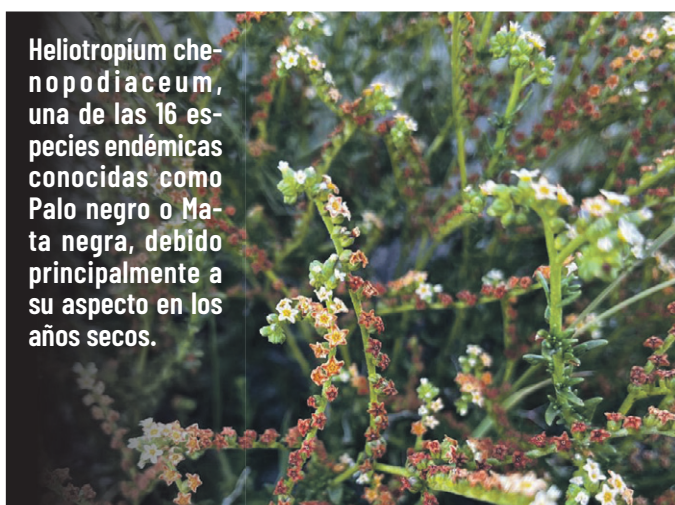 Heliotropium che-
nopodiaceum,
una de las 16 es-
pecies endémicas
conocidas como
Palo negro o Ma-
ta negra, debido
principalmente a
su aspecto en los
años secos.